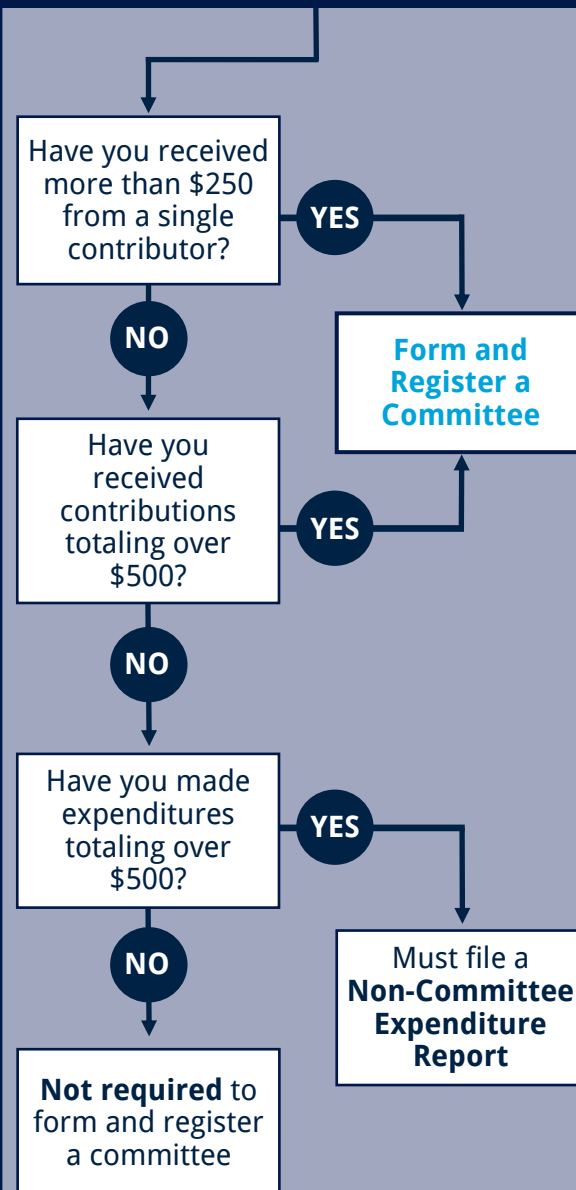 Have you received
more than $250
from a single
contributor?
YES
NO
Form and
Register a
Committee
Have you
received
contributions
totaling over
$500?
YES
NO
Have you made
expenditures
totaling over
$500?
YES
NO
Must file a
Non-Committee
Expenditure
Report
Not required to
form and register
a committee